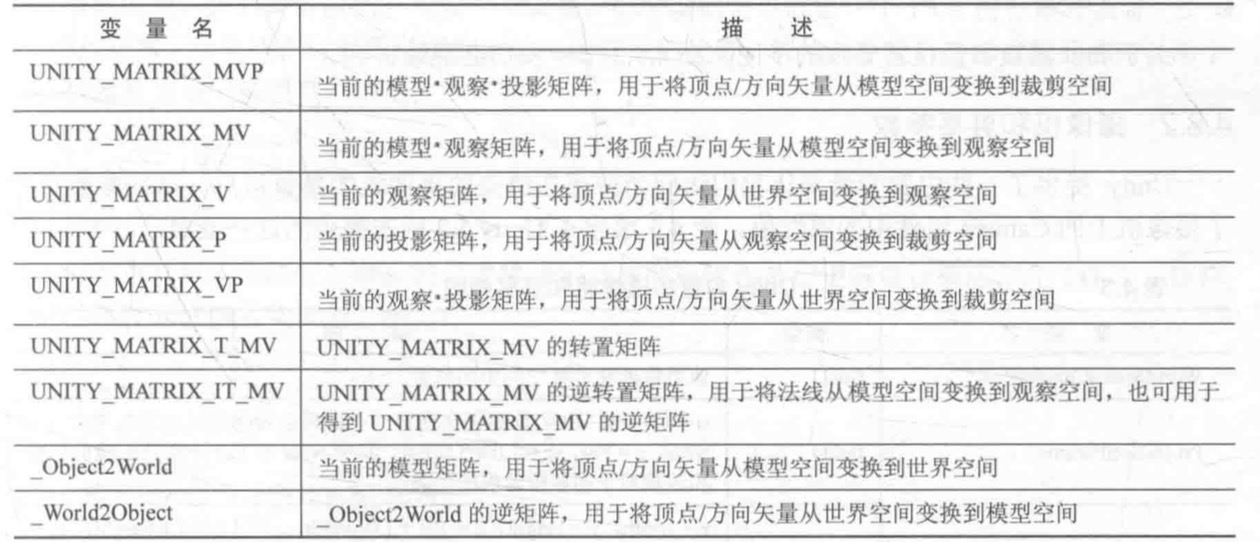 变量名 描述
UNITY_MATRIX_MVP 当前的模型*观察*投影矩阵，用于将顶点/方向矢量从模型空间变换到裁剪空间
UNITY_MATRIX_MV 当前的模型*观察矩阵，用于将顶点/方向矢量从模型空间变换到观察空间
UNITY_MATRIX_V 当前的观察矩阵，用于将顶点/方向矢量从世界空间变换到观察空间
UNITY_MATRIX_P 当前的投影矩阵，用于将顶点/方向矢量从观察空间变换到裁剪空间
UNITY_MATRIX_VP 当前的观察*投影矩阵，用于将顶点/方向矢量从世界空间变换到裁剪空间
UNITY_MATRIX_T_MV UNITY_MATRIX_MV 的转置矩阵
UNITY_MATRIX_IT_MV UNITY_MATRIX_MV 的逆转置矩阵，用于将法线从模型空间变换到观察空间，也可用于
得到 UNITY_MATRIX_MV 的逆矩阵
_Object2World 当前的模型矩阵，用于将顶点/方向矢量从模型空间变换到世界空间
_World2Object _Object2World 的逆矩阵，用于将顶点/方向矢量从世界空间变换到模型空间